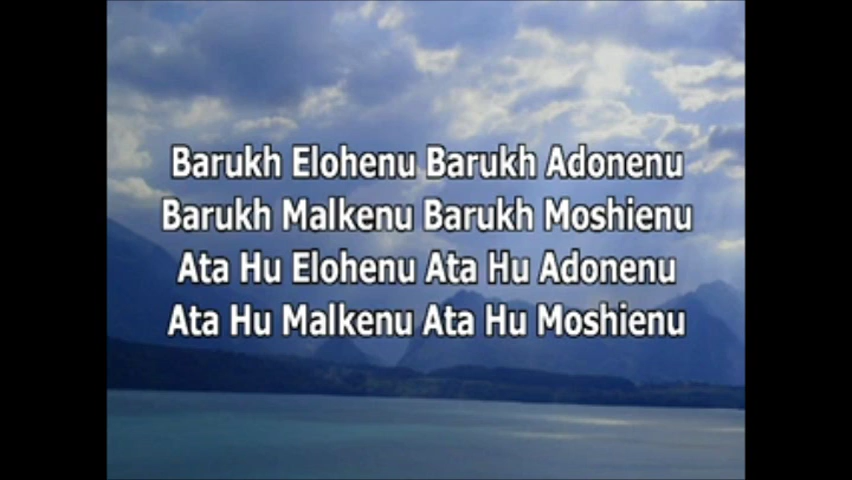 Barukh Elohenu Barukh Adonenu
Barukh Malkenu Barukh Moshienu
Ata Hu Elohenu Ata Hu Adonenu
Ata Hu Malkenu Ata Hu Moshienu